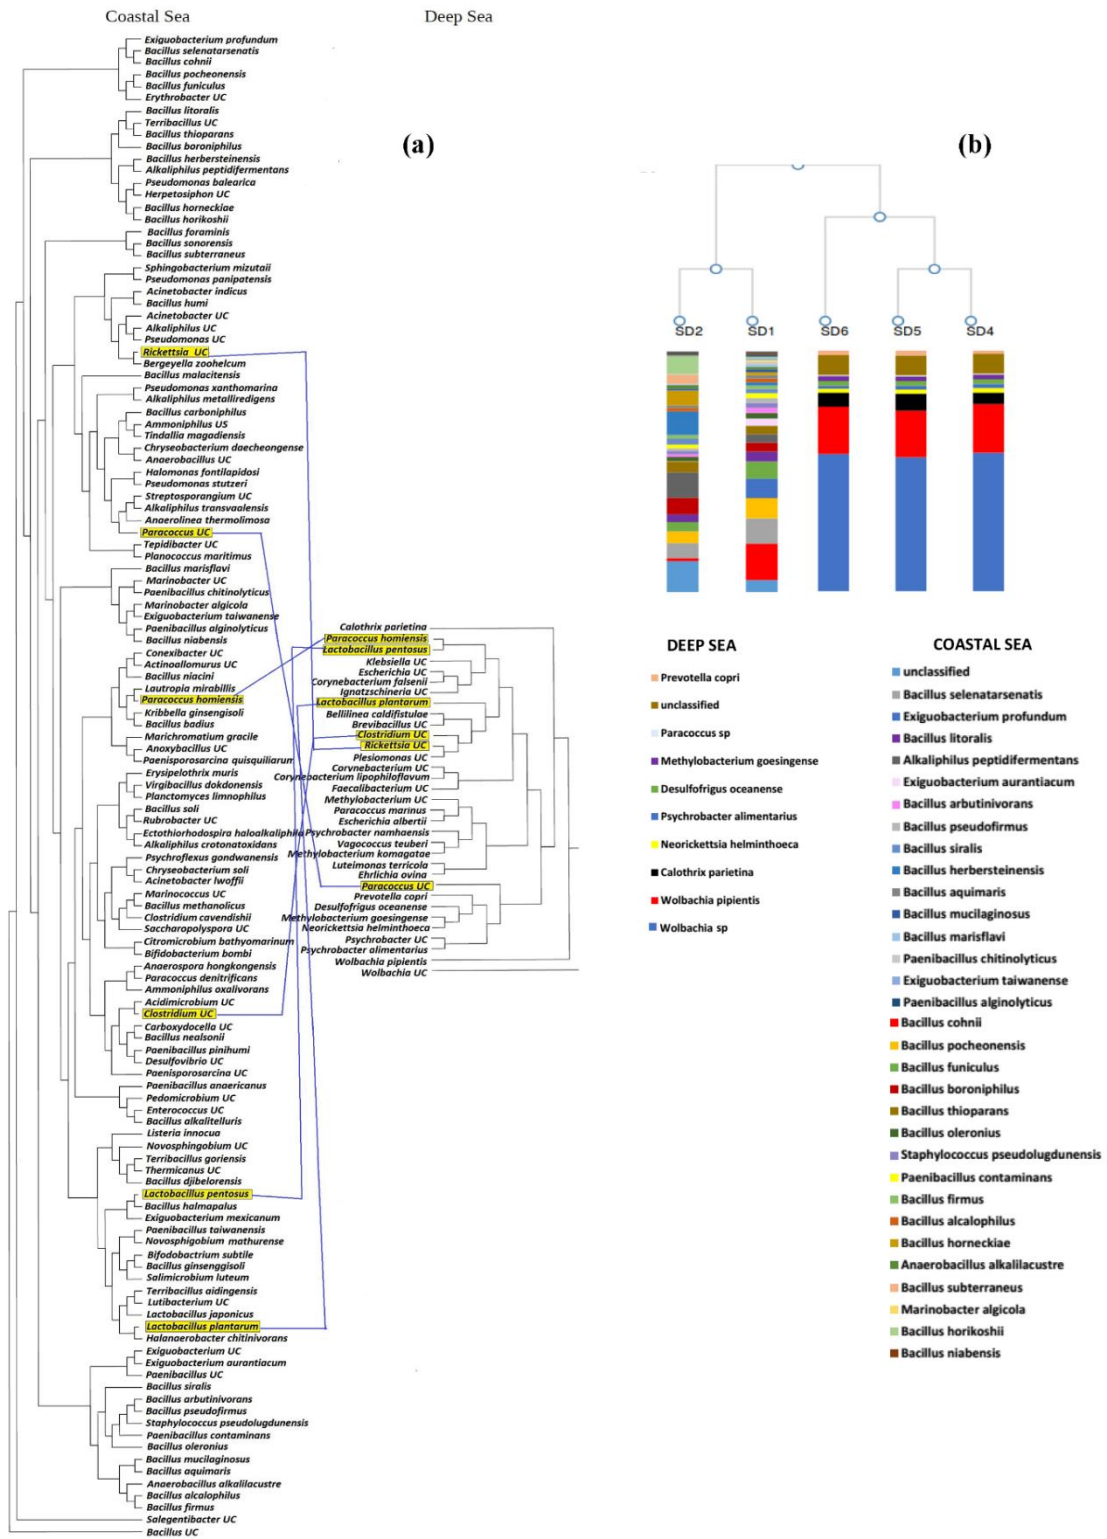 Coastal Sea
Deep Sea
Exiguobacterium profundum
Bacillus selenatarsenatis
Bacillus cohnii
Bacillus pocheonensis
Bacillus funiculus
Erythrobacter UC
Bacillus litoralis
Terribacillus UC
Bacillus thioparans
Bacillus boroniphilus
Bacillus herbersteinensis
Alkaliphilus peptidifermentans
Pseudomonas balearica
Herpetosiphon UC
Bacillus horneckiae
Bacillus horikoshii
Bacillus foraminis
Bacillus sonorensis
Bacillus subterraneus
Sphingobacterium mizutaii
Pseudomonas panipatensis
Acinetobacter indicus
Bacillus humi
Acinetobacter UC
Alkaliphilus UC
Pseudomonas UC
Rickettsia UC
Bergeyella zoohelcum
Bacillus malacitensis
Pseudomonas xanthomarina
Alkaliphilus metalliredigens
Bacillus carboniphilus
Ammoniphilus US
Tindallia magadiensis
Chryseobacterium daecheongense
Anaerobacillus UC
Halomonas fontilapidosi
Pseudomonas stutzeri
Streptosporangium UC
Alkaliphilus transvaalensis
Anaerolinea thermolimosa
Paracoccus UC
Tepidibacter UC
Planococcus maritimus
Bacillus marisflavi
Marinobacter UC
Paenibacillus chitinolyticus
Marinobacter algicola
Exiguobacterium taiwanense
Paenibacillus alginolyticus
Bacillus niabensis
Conexibacter UC
Actinoallomurus UC
Bacillus niacini
Lautropia mirabillis
Paracoccus homiensis
Kribbella ginsengisoli
Bacillus badius
Marichromatium gracile
Anoxybacillus UC
Paenisporosarcina quisquiliarum
Erysipelothrix muris
Virgibacillus dokdonensis
Planctomyces limnophilus
Bacillus soli
Rubrobacter UC
Ectothiorhodospira haloalkaliphila
Alkaliphilus crotonatoxidans
Psychroflexus gondwanensis
Chryseobacter soli
Acinetobacter lwoffii
Marinococcus UC
Bacillus methanolicus
Clostridium cavendishii
Saccharopolyspora UC
Citromicrobium bathyomarinum
Bifidobacterium bombi
Anaerospora hongkongensis
Paracoccus denitrificans
Ammoniphilus oxalivorans
Acidimicrobium UC
Clostridium UC
Carboxydocella UC
Bacillus nealsonii
Paenibacillus pinihumi
Desulfovibrio UC
Paenisporosarcina UC
Paenibacillus anaericanus
Pedomicrobium UC
Enterococcus UC
Bacillus alkalitelluris
Listeria innocua
Novosphingobium UC
Terribacillus goriensis
Thermicanus UC
Bacillus djibelorensis
Lactobacillus pentosus
Bacillus halmapalus
Exiguobacterium mexicanum
Paenibacillus taiwanensis
Novosphigobium mathurense
Bifodobactrium subtile
Bacillus ginsenggisoli
Salimicrobium luteum
Terribacillus aidingensis
Lutibacterium UC
Lactobacillus japonicus
Lactobacillus plantarum
Halanaerobacter chitinivorans
Exiguobacterium UC
Exiguobacterium aurantiacum
Paenibacillus UC
Bacillus siralis
Bacillus arbutinivorans
Bacillus pseudofirmus
Staphylococcus pseudolugdunensis
Paenibacillus contaminans
Bacillus oleronius
Bacillus mucilaginosus
Bacillus aquimaris
Anaerobacillus alkalilacustre
Bacillus alcalophilus
Bacillus firmus
Salegentibacter UC
Bacillus UC
(a)
Calothrix parietina
Paracoccus homiensis
Lactobacillus pentosus
Klebsiella UC
Escherichia UC
Corynebacterium falsenii
Ignatzschineria UC
Lactobacillus plantarum
Bellilinea caldifistulae
Brevibacillus UC
Clostridium UC
Rickettsia UC
Plesiomonas UC
Corynebacterium UC
Corynebacterium lipophiloflavum
Faecalibacterium UC
Methylobacterium UC
Paracoccus marinus
Escherichia albertii
Psychrobacter namhaensis
Vagococcus teuberi
Methylobacterium komagatae
Luteimonas terricola
Ehrlichia ovina
Paracoccus UC
Prevotella copri
Desulfofrigus oceanense
Methylobacterium goesingense
Neorickettsia helminthoeca
Psychrobacter UC
Psychrobacter alimentarius
Wolbachia pipientis
Wolbachia UC
(b)
SD2 SD1 SD6 SD5 SD4
DEEP SEA
Prevotella copri
unclassified
Paracoccus sp
Methylobacterium goesingense
Desulfofrigus oceanense
Psychrobacter alimentarius
Neorickettsia helminthoeca
Calothrix parietina
Wolbachia pipientis
Wolbachia sp
COASTAL SEA
unclassified
Bacillus selenatarsenatis
Exiguobacterium profundum
Bacillus litoralis
Alkaliphilus peptidifermentans
Exiguobacterium aurantiacum
Bacillus arbutinivorans
Bacillus pseudofirmus
Bacillus siralis
Bacillus herbersteinensis
Bacillus aquimaris
Bacillus mucilaginosus
Bacillus marisflavi
Paenibacillus chitinolyticus
Exiguobacterium taiwanense
Paenibacillus alginolyticus
Bacillus cohnii
Bacillus pocheonensis
Bacillus funiculus
Bacillus boroniphilus
Bacillus thioparans
Bacillus oleronius
Staphylococcus pseudolugdunensis
Paenibacillus contaminans
Bacillus firmus
Bacillus alcalophilus
Bacillus horneckiae
Anaerobacillus alkalilacustre
Bacillus subterraneus
Marinobacter algicola
Bacillus horikoshii
Bacillus niabensis